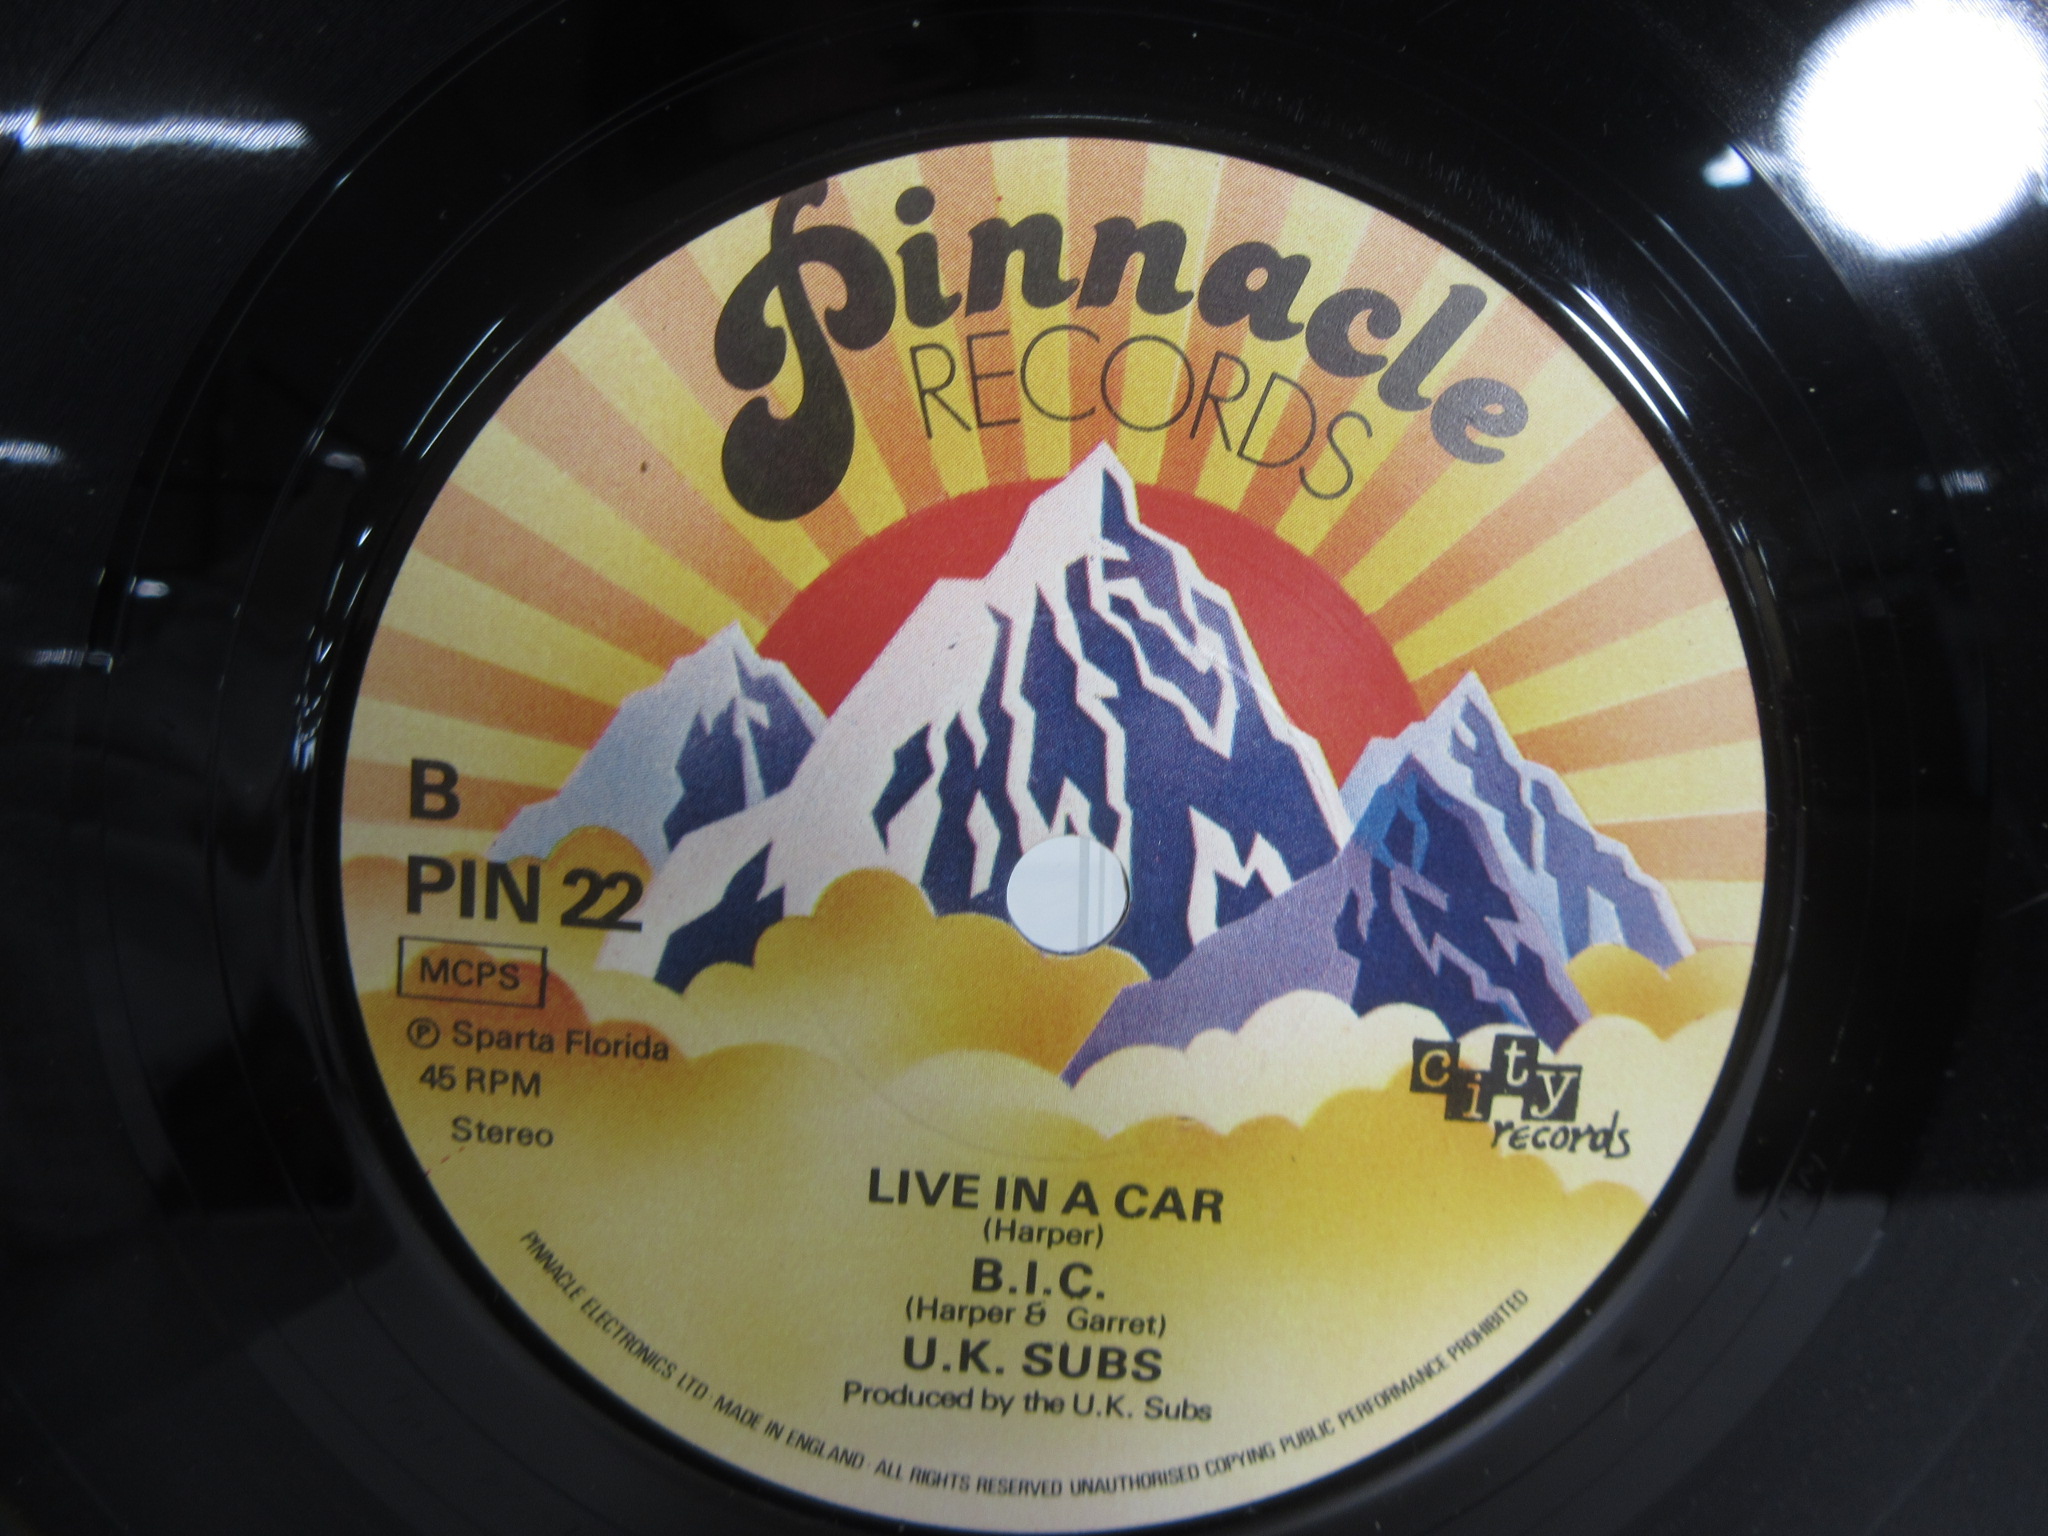 Pinnacle
RECORDS
B
PIN 22
MCPS
Ⓟ Sparta Florida
45 RPM
Stereo
city
records
LIVE IN A CAR
(Harper)
B.I.C.
(Harper & Garret)
U.K. SUBS
Produced by the U.K. Subs
PINNACLE ELECTRONICS LTD · MADE IN ENGLAND · ALL RIGHTS RESERVED UNAUTHORISED COPYING PUBLIC PERFORMANCE PROHIBITED